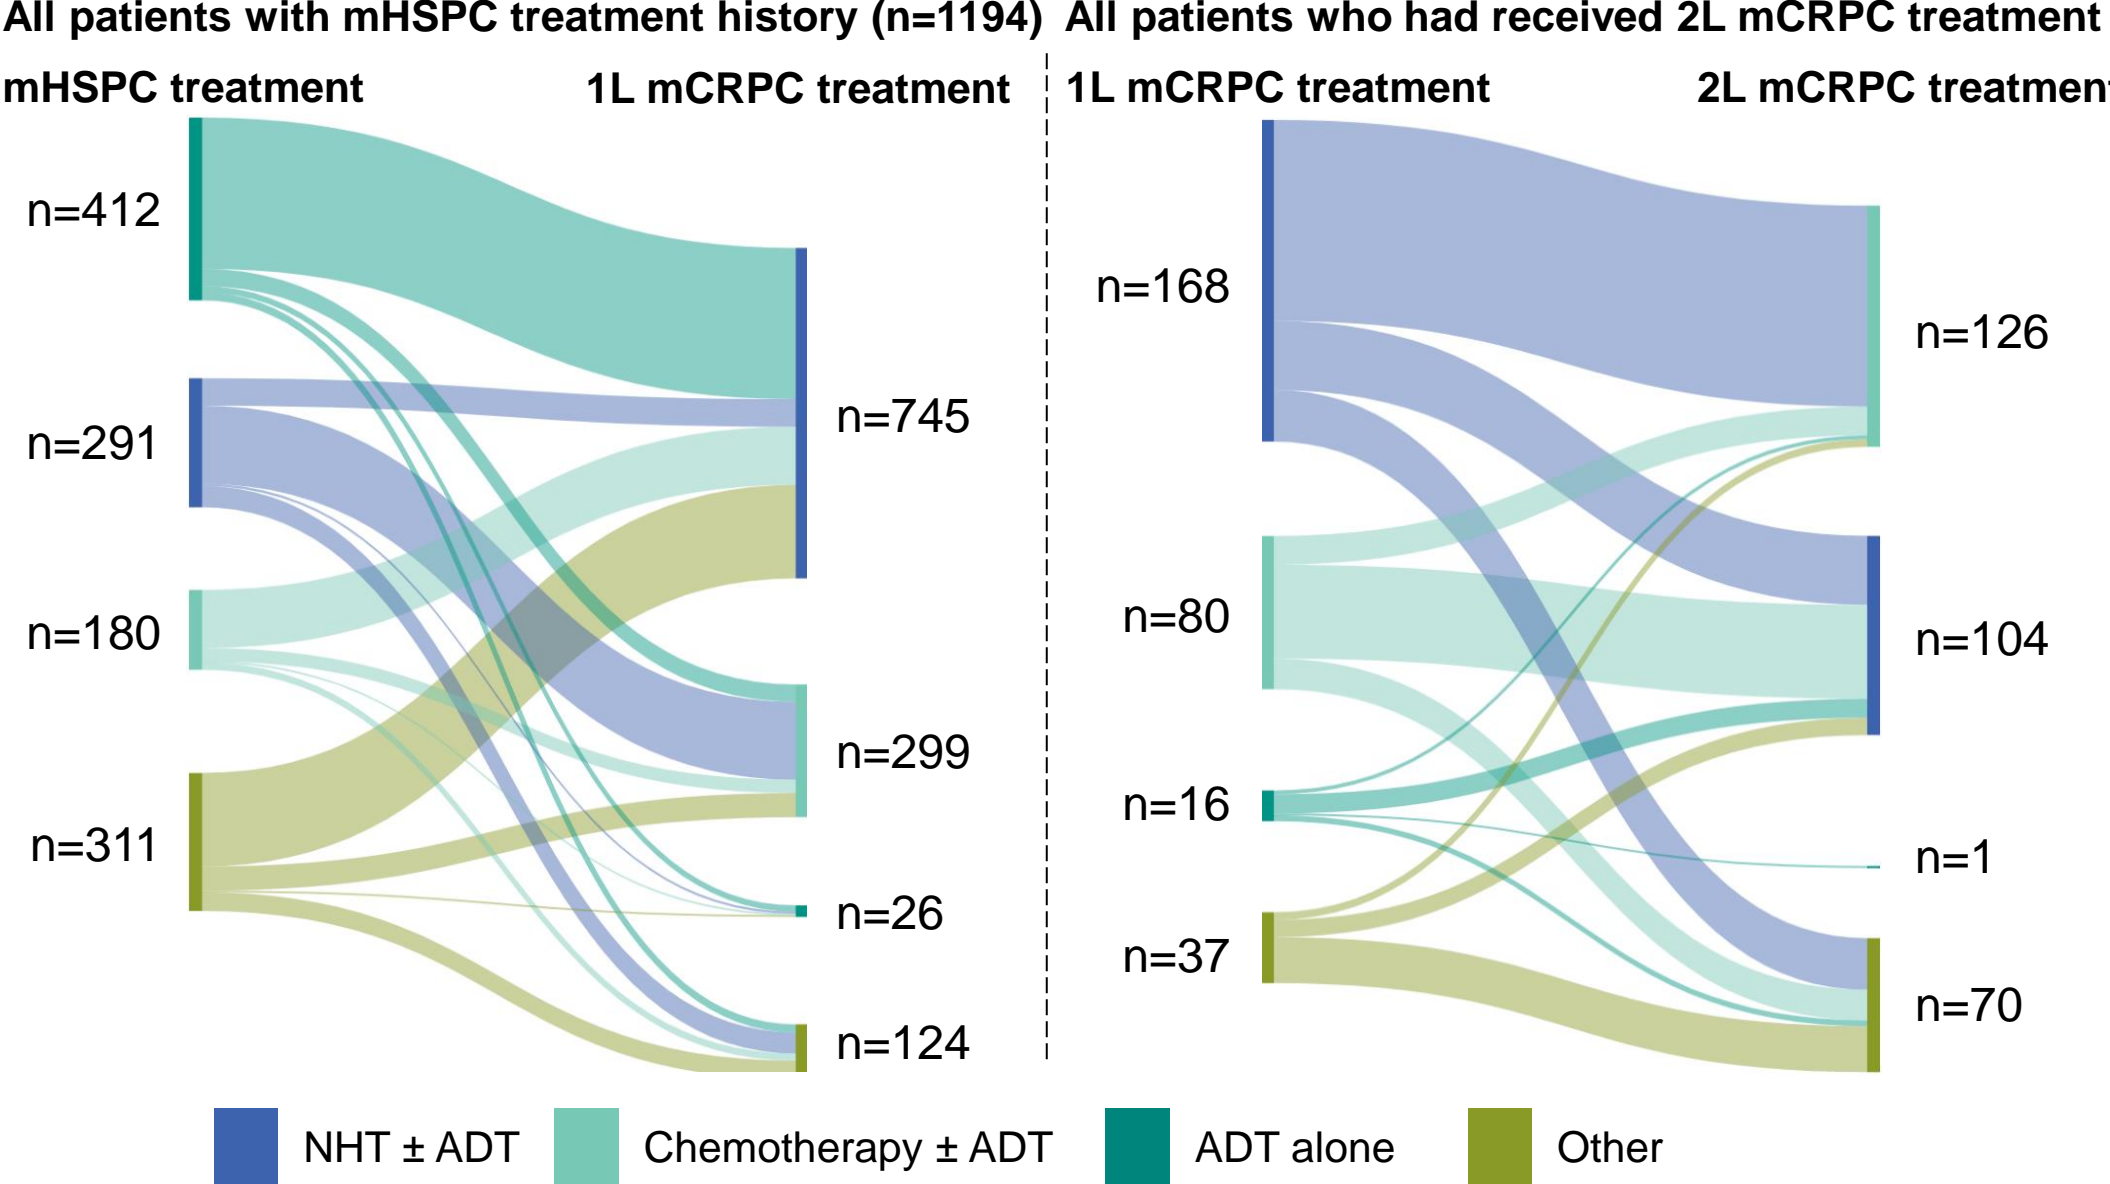 All patients with mHSPC treatment history (n=1194)
mHSPC treatment
1L mCRPC treatment
n=412
n=291
n=180
n=311
n=745
n=299
n=26
n=124
All patients who had received 2L mCRPC treatment
1L mCRPC treatment
2L mCRPC treatment
n=168
n=80
n=16
n=37
n=126
n=104
n=1
n=70
NHT ± ADT
Chemotherapy ± ADT
ADT alone
Other